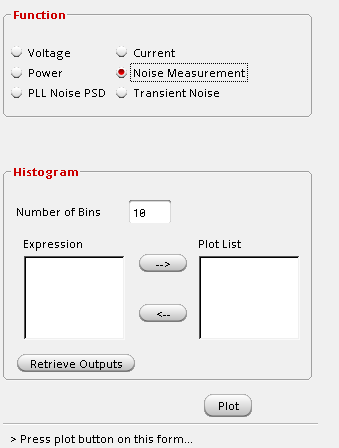 Function
Voltage Current
Power Noise Measurement
PLL Noise PSD Transient Noise
Histogram
Number of Bins 10
Expression Plot List
-->
<--
Retrieve Outputs
Plot
> Press plot button on this form...